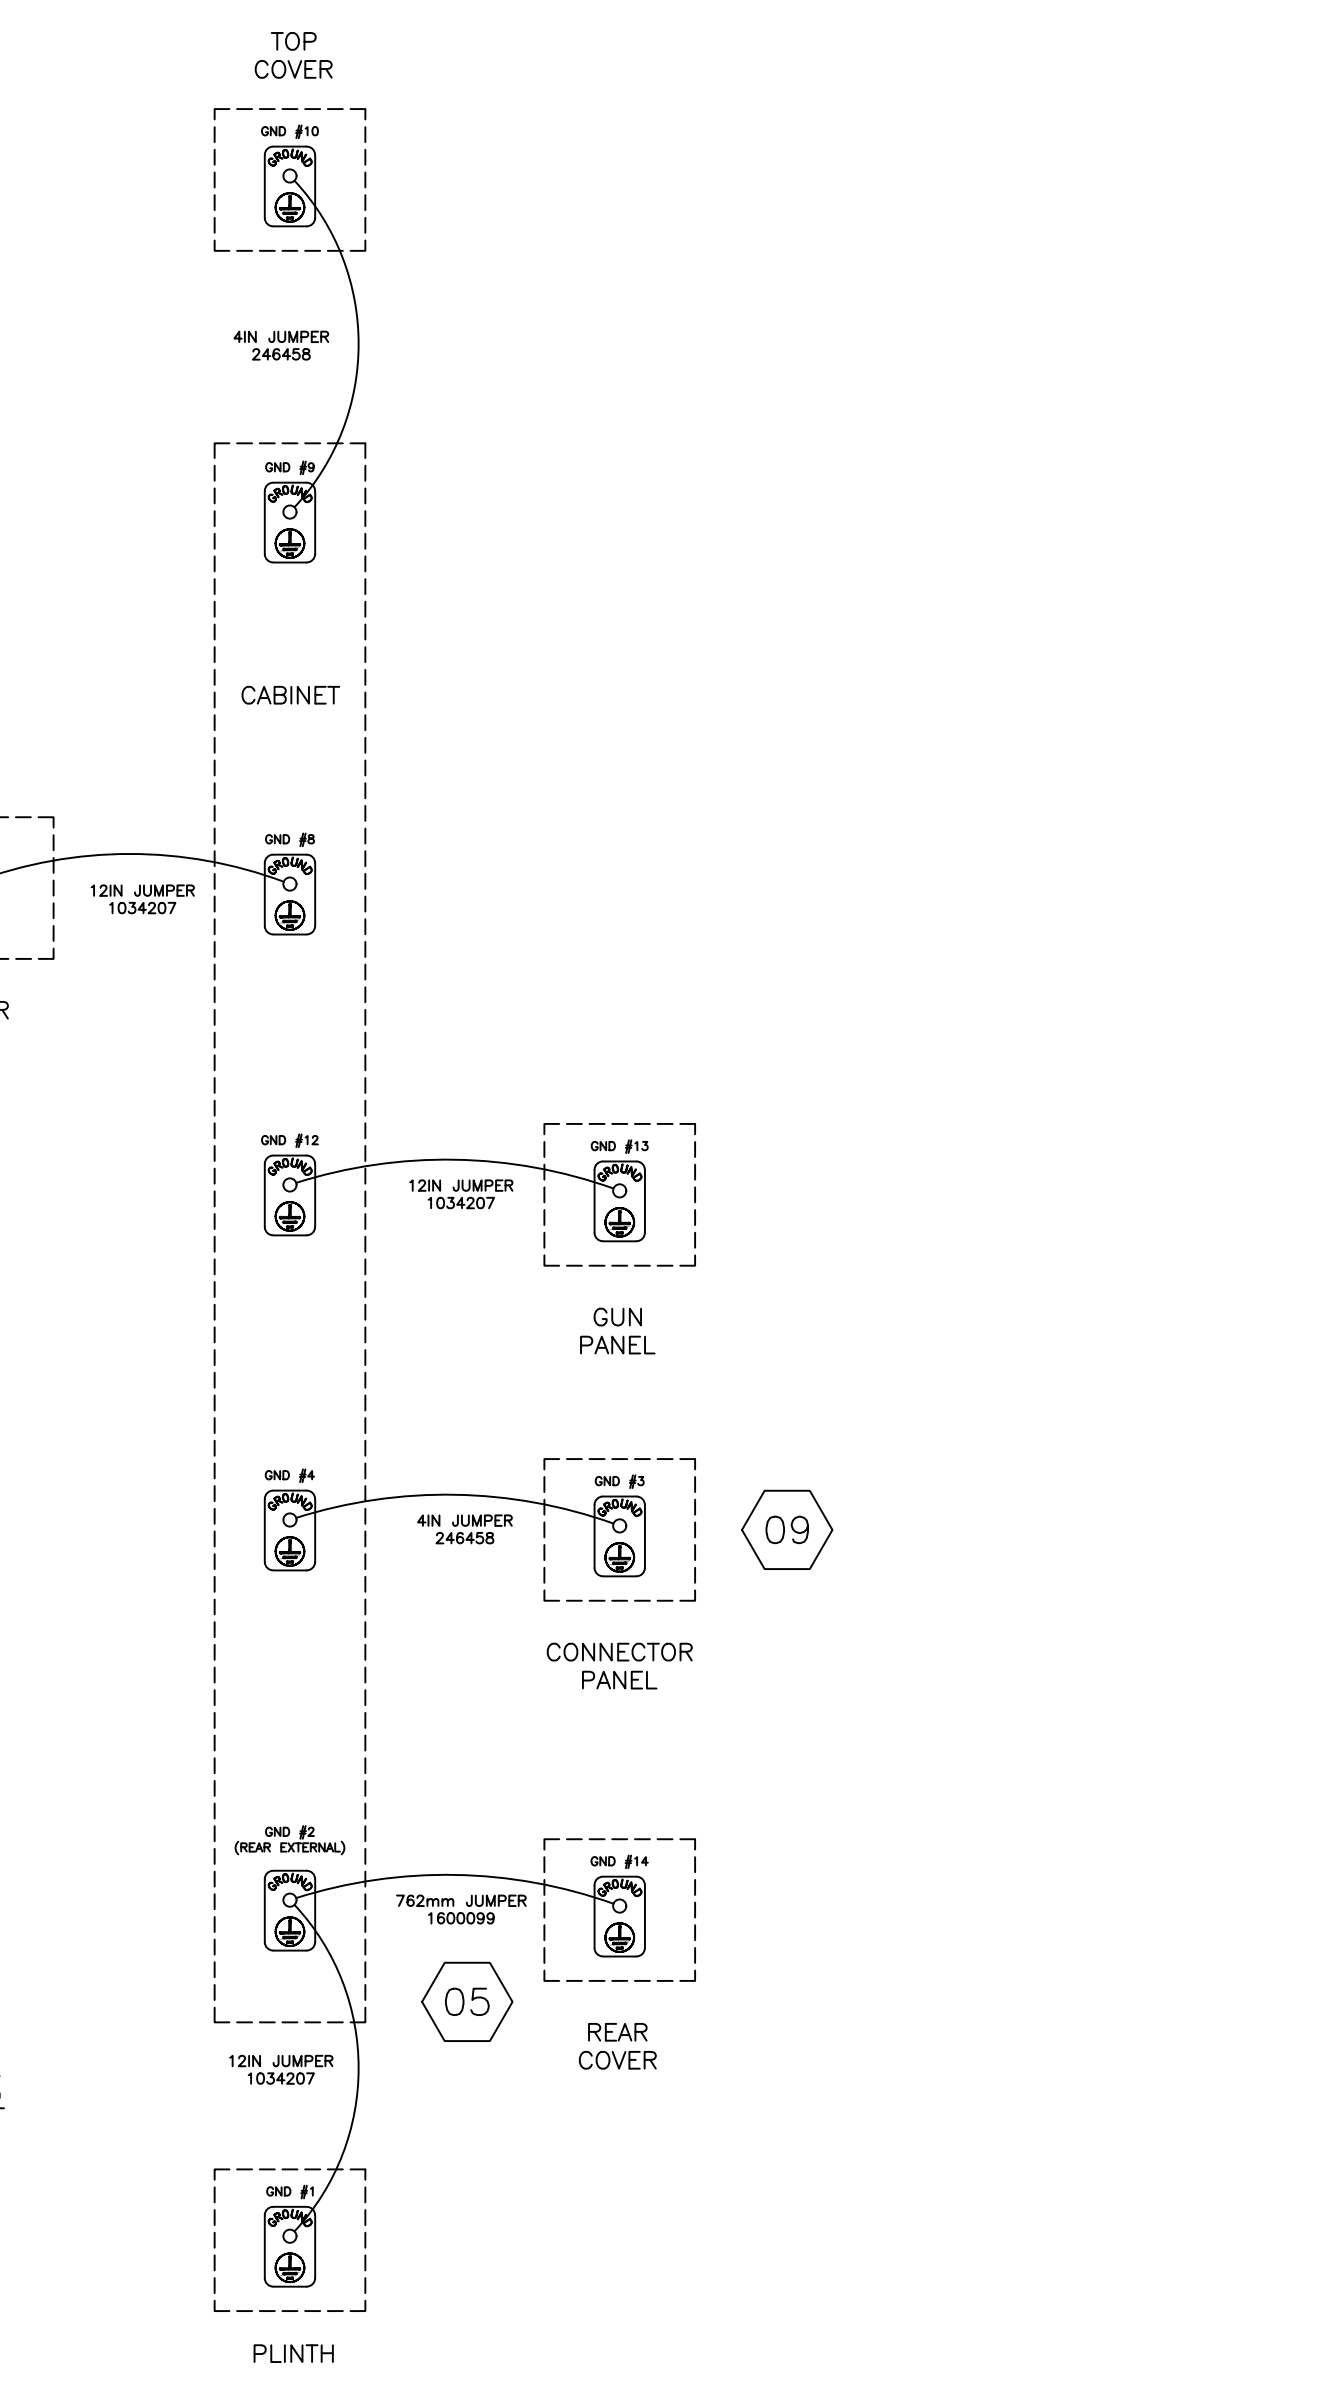 TOP
COVER
GND #10
GROUND
4IN JUMPER
246458
GND #9
GROUND
CABINET
GND #8
GROUND
12IN JUMPER
1034207
R
GND #12
GROUND
12IN JUMPER
1034207
GND #13
GROUND
GUN
PANEL
GND #4
GROUND
4IN JUMPER
246458
GND #3
GROUND
09
CONNECTOR
PANEL
GND #2
(REAR EXTERNAL)
GROUND
762mm JUMPER
1600099
GND #14
GROUND
05
REAR
COVER
12IN JUMPER
1034207
GND #1
GROUND
PLINTH